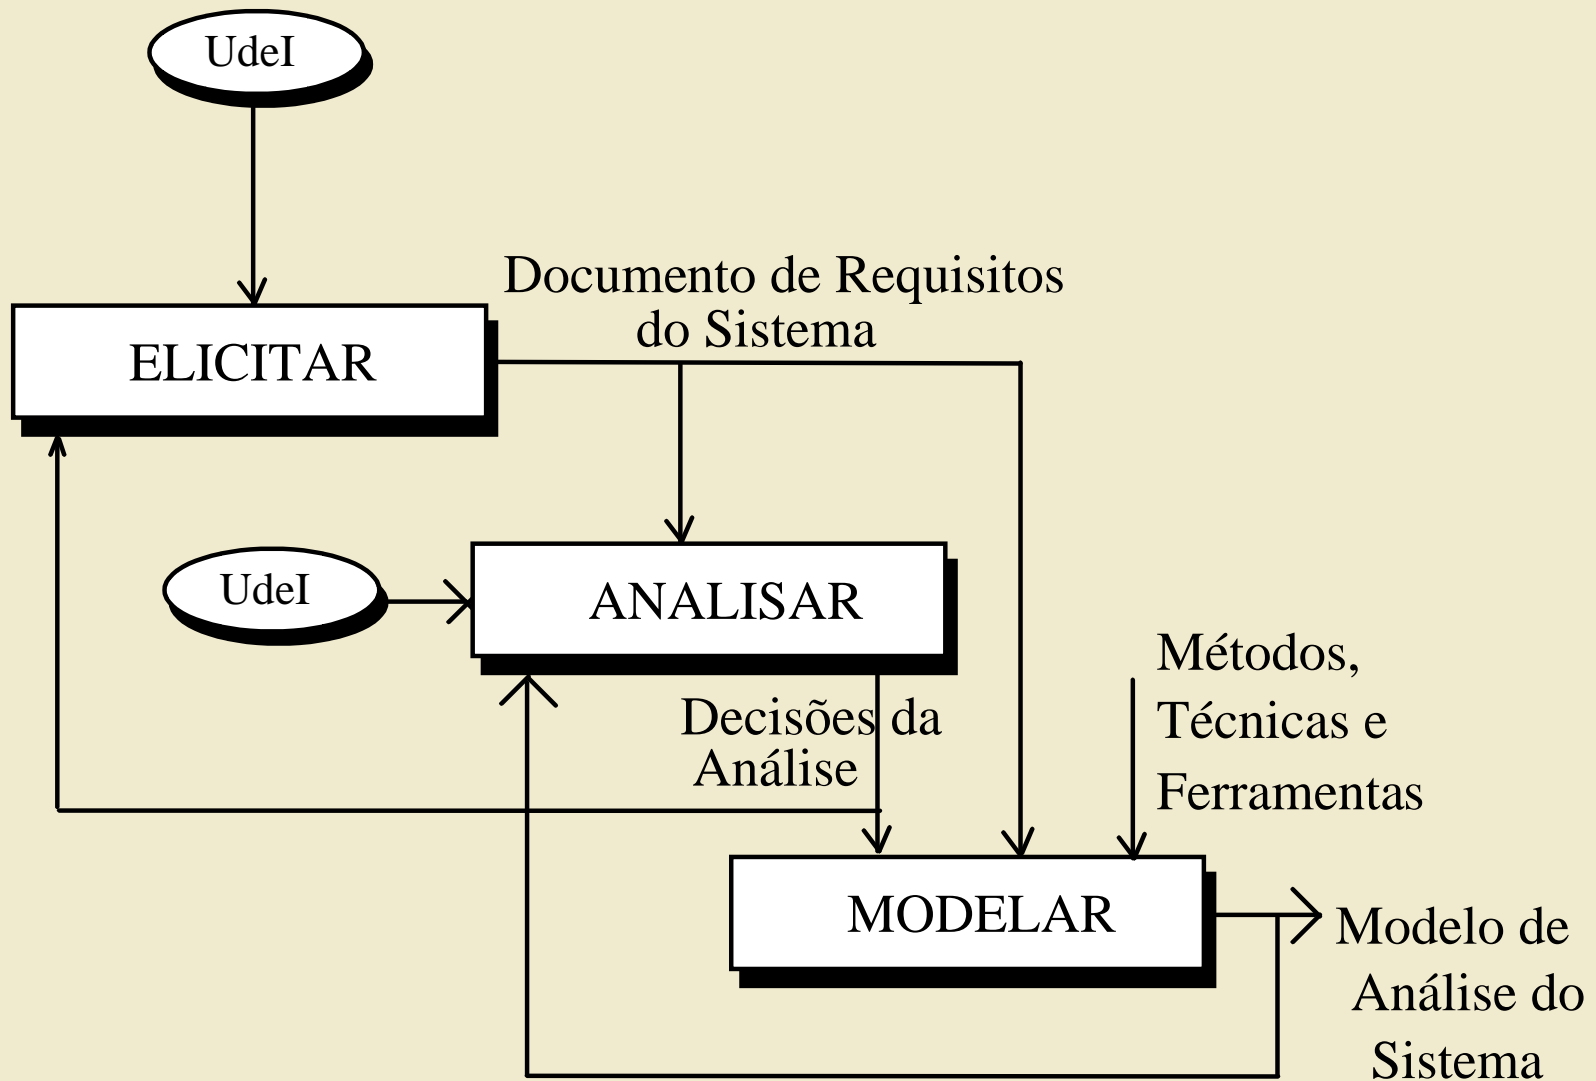 UdeI
Documento de Requisitos
do Sistema
ELICITAR
UdeI
ANALISAR
Decisões da
Análise
Métodos,
Técnicas e
Ferramentas
MODELAR
Modelo de
Análise do
Sistema